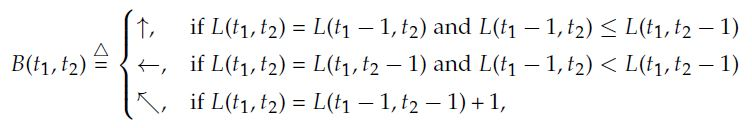 ↑, if L(t₁, t₂) = L(t₁ − 1, t₂) and L(t₁ − 1, t₂) ≤ L(t₁, t₂ − 1)
B(t₁, t₂) ≜ { ←, if L(t₁, t₂) = L(t₁, t₂ − 1) and L(t₁ − 1, t₂) < L(t₁, t₂ − 1)
↖, if L(t₁, t₂) = L(t₁ − 1, t₂ − 1) + 1,